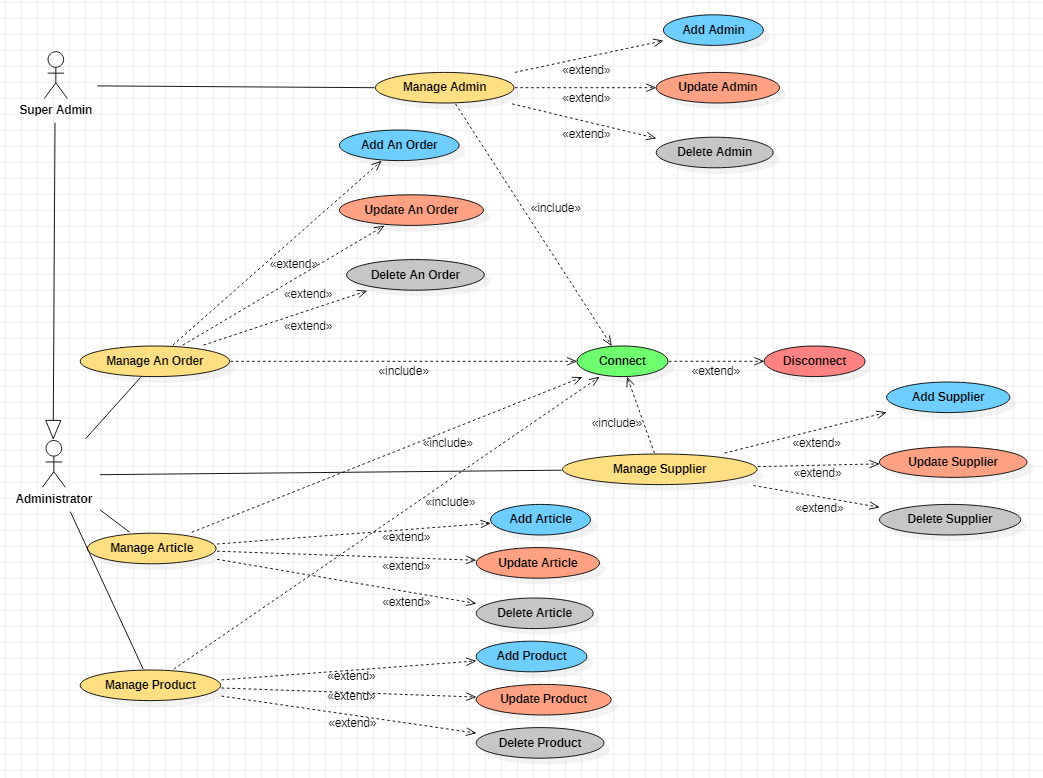 Add Admin
«extend»
Super Admin
Manage Admin
Update Admin
«extend»
«extend»
Delete Admin
Add An Order
«include»
Update An Order
«extend»
Delete An Order
«extend»
«extend»
Manage An Order
«include»
Connect
«extend»
Disconnect
Add Supplier
«include»
«include»
«extend»
Update Supplier
Manage Supplier
«extend»
Administrator
«include»
«extend»
Delete Supplier
Add Article
«extend»
Manage Article
Update Article
«extend»
«extend»
Delete Article
Add Product
«extend»
Manage Product
«extend»
Update Product
«extend»
Delete Product